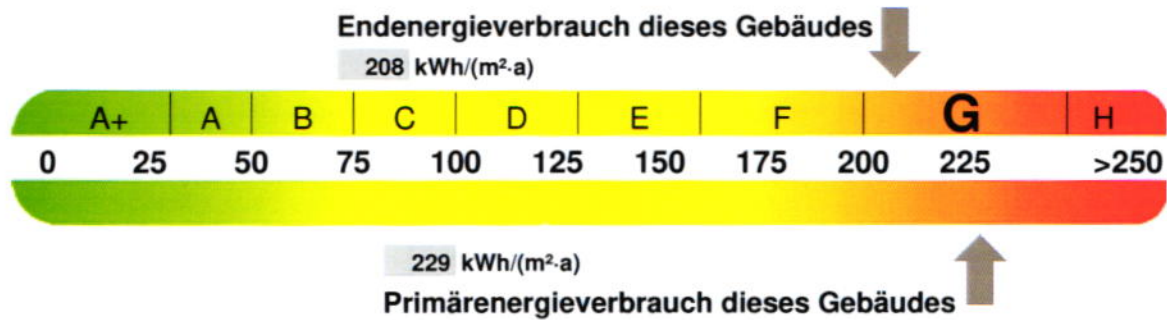 Endenergieverbrauch dieses Gebäudes
208 kWh/(m²·a)
A+ A B C D E F G H
0 25 50 75 100 125 150 175 200 225 >250
229 kWh/(m²·a)
Primärenergieverbrauch dieses Gebäudes